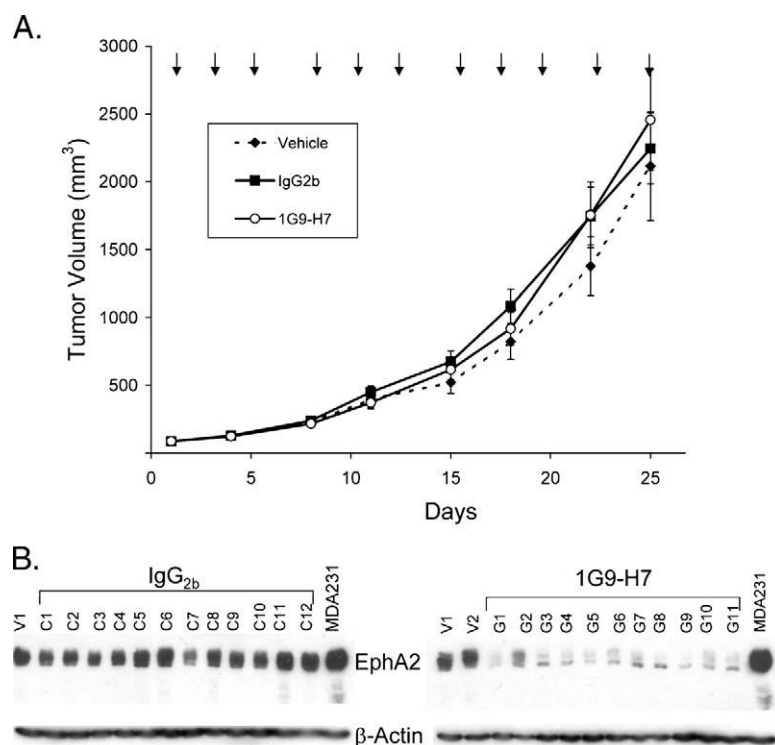 A.
3000
2500
2000
1500
1000
500
Tumor Volume (mm³)
Vehicle
IgG2b
1G9-H7
0 5 10 15 20 25
Days
B.
IgG₂b
V1 C1 C2 C3 C4 C5 C6 C7 C8 C9 C10 C11 C12 MDA231
1G9-H7
V1 V2 G1 G2 G3 G4 G5 G6 G7 G8 G9 G10 G11 MDA231
EphA2
β-Actin